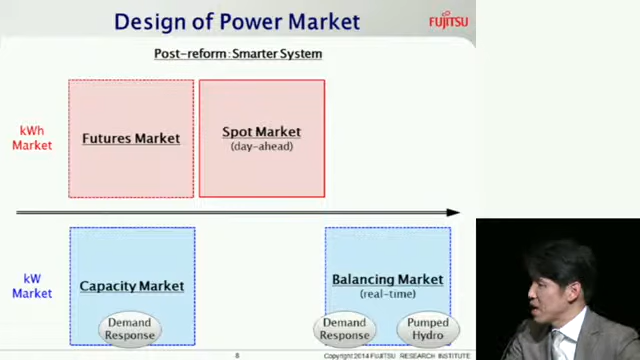 Design of Power Market
FUJITSU
Post-reform:Smarter System
kWh
Market
Futures Market
Spot Market
(day-ahead)
kW
Market
Capacity Market
Demand
Response
Balancing Market
(real-time)
Demand
Response
Pumped
Hydro
8
Copyright 2014 FUJITSU RESEARCH INSTITUTE